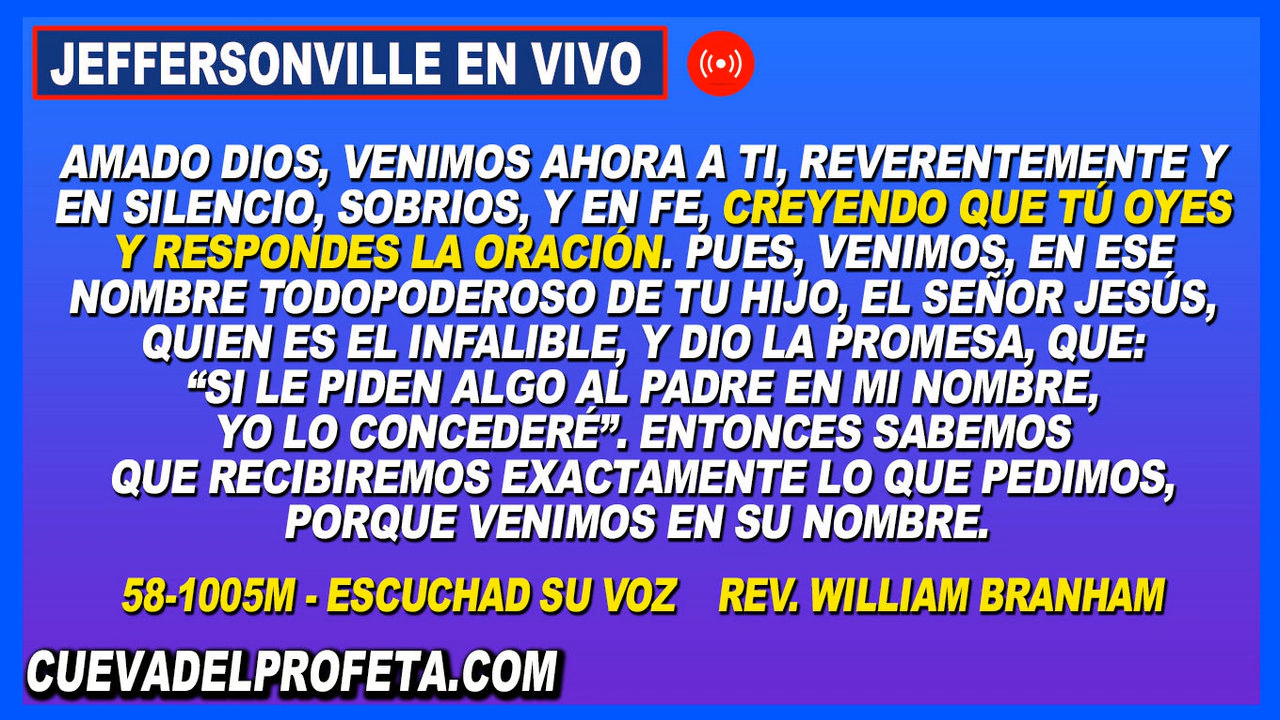 JEFFERSONVILLE EN VIVO
AMADO DIOS, VENIMOS AHORA A TI, REVERENTEMENTE Y
EN SILENCIO, SOBRIOS, Y EN FE, CREYENDO QUE TÚ OYES
Y RESPONDES LA ORACIÓN. PUES, VENIMOS, EN ESE
NOMBRE TODOPODEROSO DE TU HIJO, EL SEÑOR JESÚS,
QUIEN ES EL INFALIBLE, Y DIO LA PROMESA, QUE:
“SI LE PIDEN ALGO AL PADRE EN MI NOMBRE,
YO LO CONCEDERÉ”. ENTONCES SABEMOS
QUE RECIBIREMOS EXACTAMENTE LO QUE PEDIMOS,
PORQUE VENIMOS EN SU NOMBRE.
58-1005M - ESCUCHAD SU VOZ REV. WILLIAM BRANHAM
CUEVADELPROFETA.COM